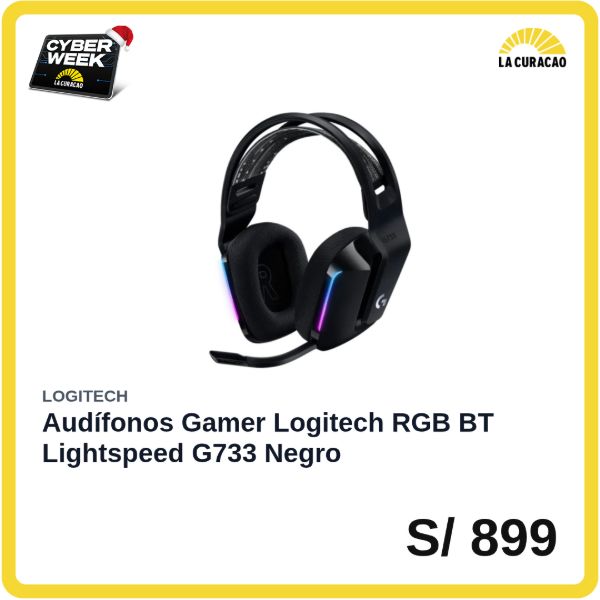 CYBER
WEEK
LA CURACAO
LA CURACAO
LOGITECH
Audífonos Gamer Logitech RGB BT
Lightspeed G733 Negro
S/ 899